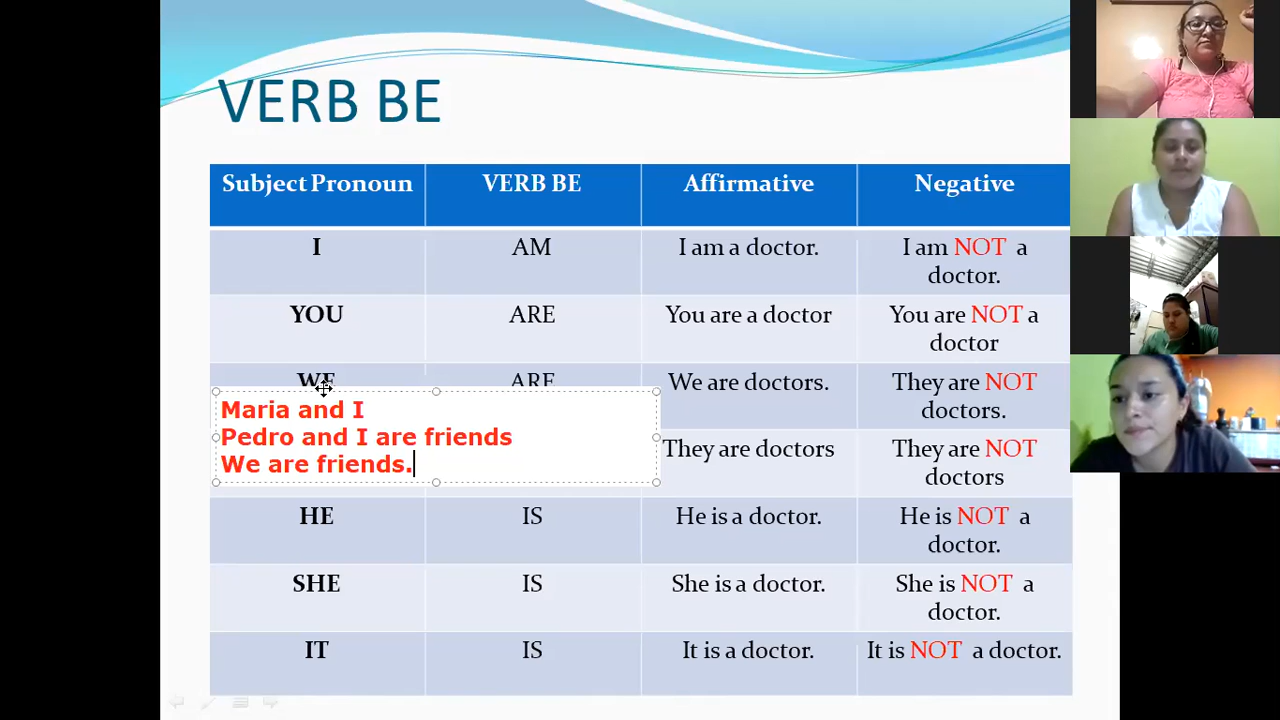 VERB BE
Subject Pronoun VERB BE Affirmative Negative
I AM I am a doctor. I am NOT a
doctor.
YOU ARE You are a doctor You are NOT a
doctor
WE ARE We are doctors. They are NOT
doctors.
Maria and I
Pedro and I are friends
We are friends.
They are doctors They are NOT
doctors
HE IS He is a doctor. He is NOT a
doctor.
SHE IS She is a doctor. She is NOT a
doctor.
IT IS It is a doctor. It is NOT a doctor.